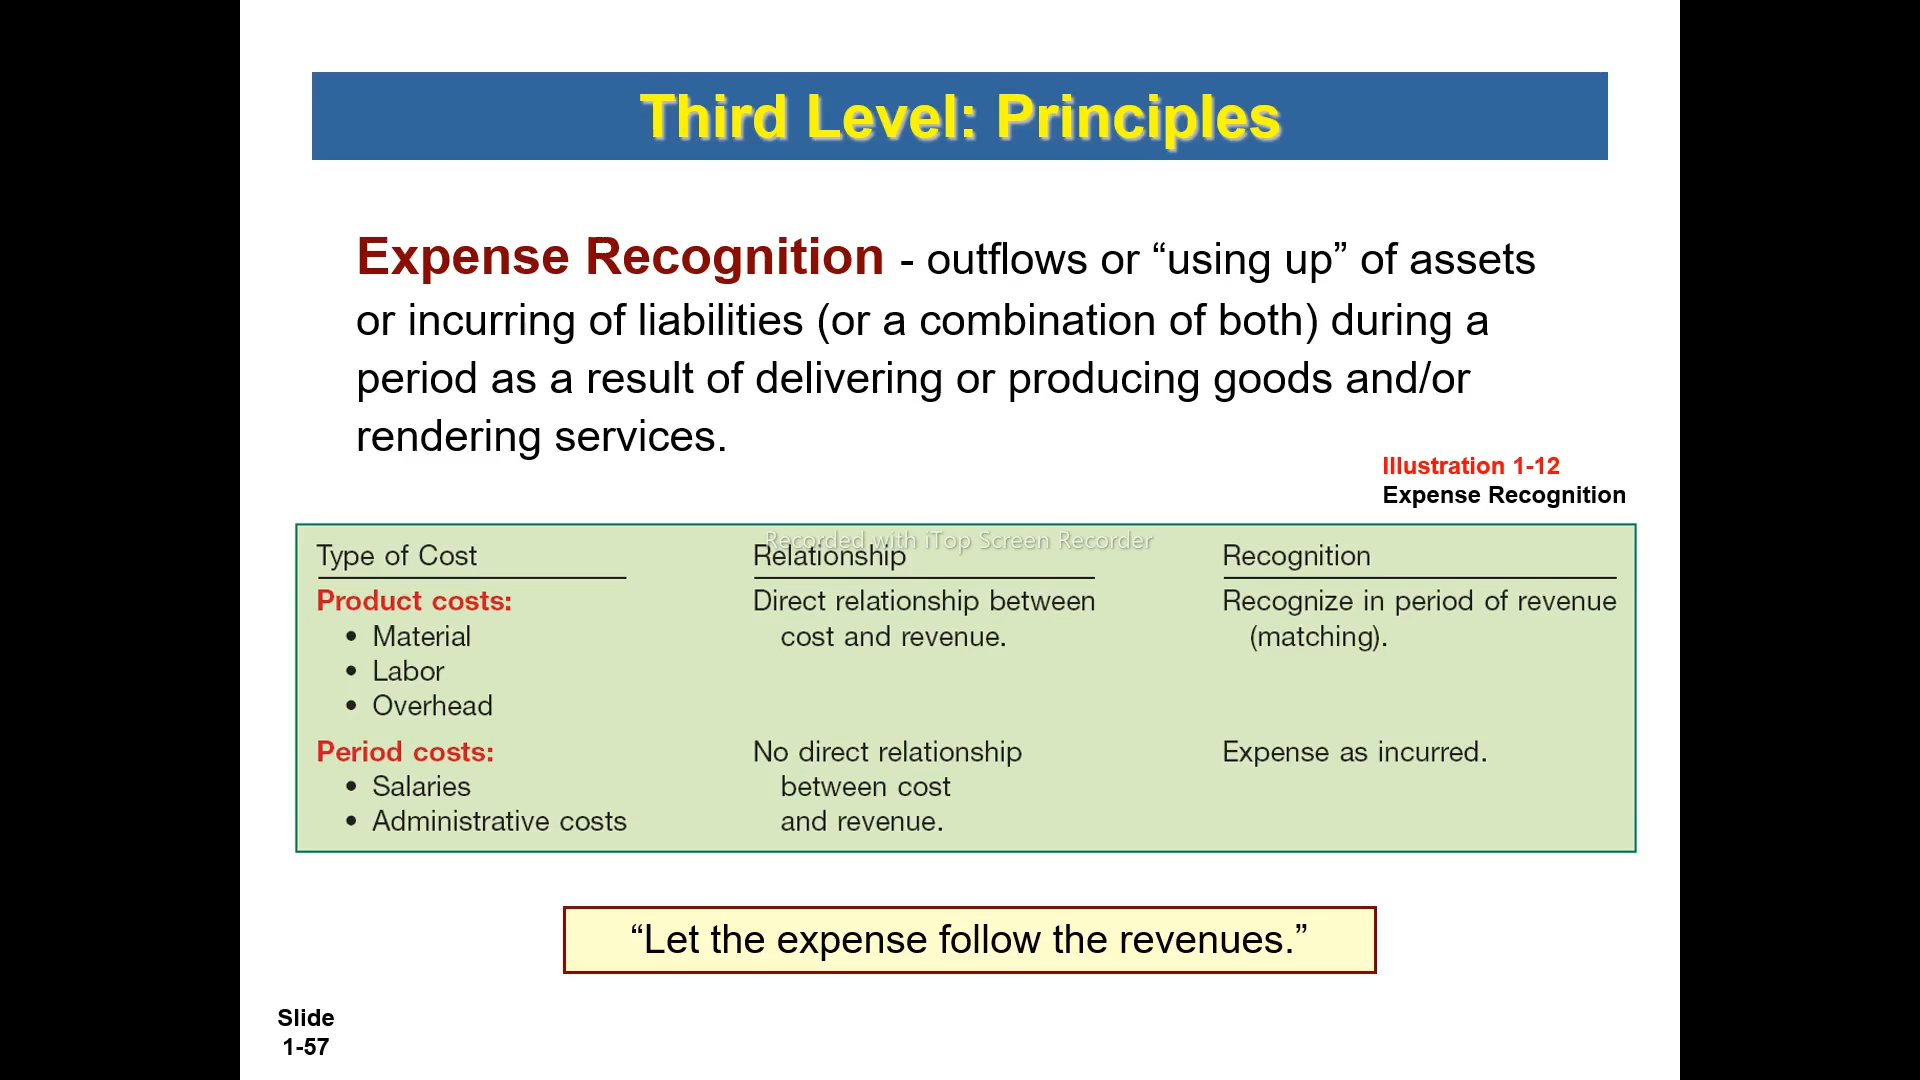 Third Level: Principles
Expense Recognition - outflows or “using up” of assets
or incurring of liabilities (or a combination of both) during a
period as a result of delivering or producing goods and/or
rendering services.
Illustration 1-12
Expense Recognition
Recorded with iTop Screen Recorder
Type of Cost Relationship Recognition
Product costs: Direct relationship between Recognize in period of revenue
• Material cost and revenue. (matching).
• Labor
• Overhead
Period costs: No direct relationship Expense as incurred.
• Salaries between cost
• Administrative costs and revenue.
“Let the expense follow the revenues.”
Slide
1-57